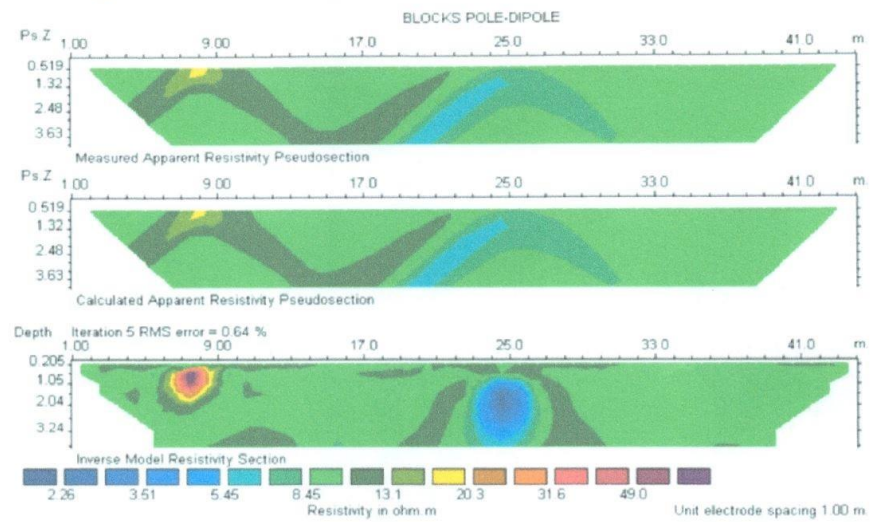 BLOCKS POLE-DIPOLE
Ps.Z 1.00 9.00 17.0 25.0 33.0 41.0 m.
0.519
1.32
2.48
3.63
Measured Apparent Resistivity Pseudosection
Ps.Z 1.00 9.00 17.0 25.0 33.0 41.0 m.
0.519
1.32
2.48
3.63
Calculated Apparent Resistivity Pseudosection
Depth Iteration 5 RMS error = 0.64 %
1.00 9.00 17.0 25.0 33.0 41.0 m.
0.205
1.05
2.04
3.24
Inverse Model Resistivity Section
2.26 3.51 5.45 8.45 13.1 20.3 31.6 49.0
Resistivity in ohm.m Unit electrode spacing 1.00 m.